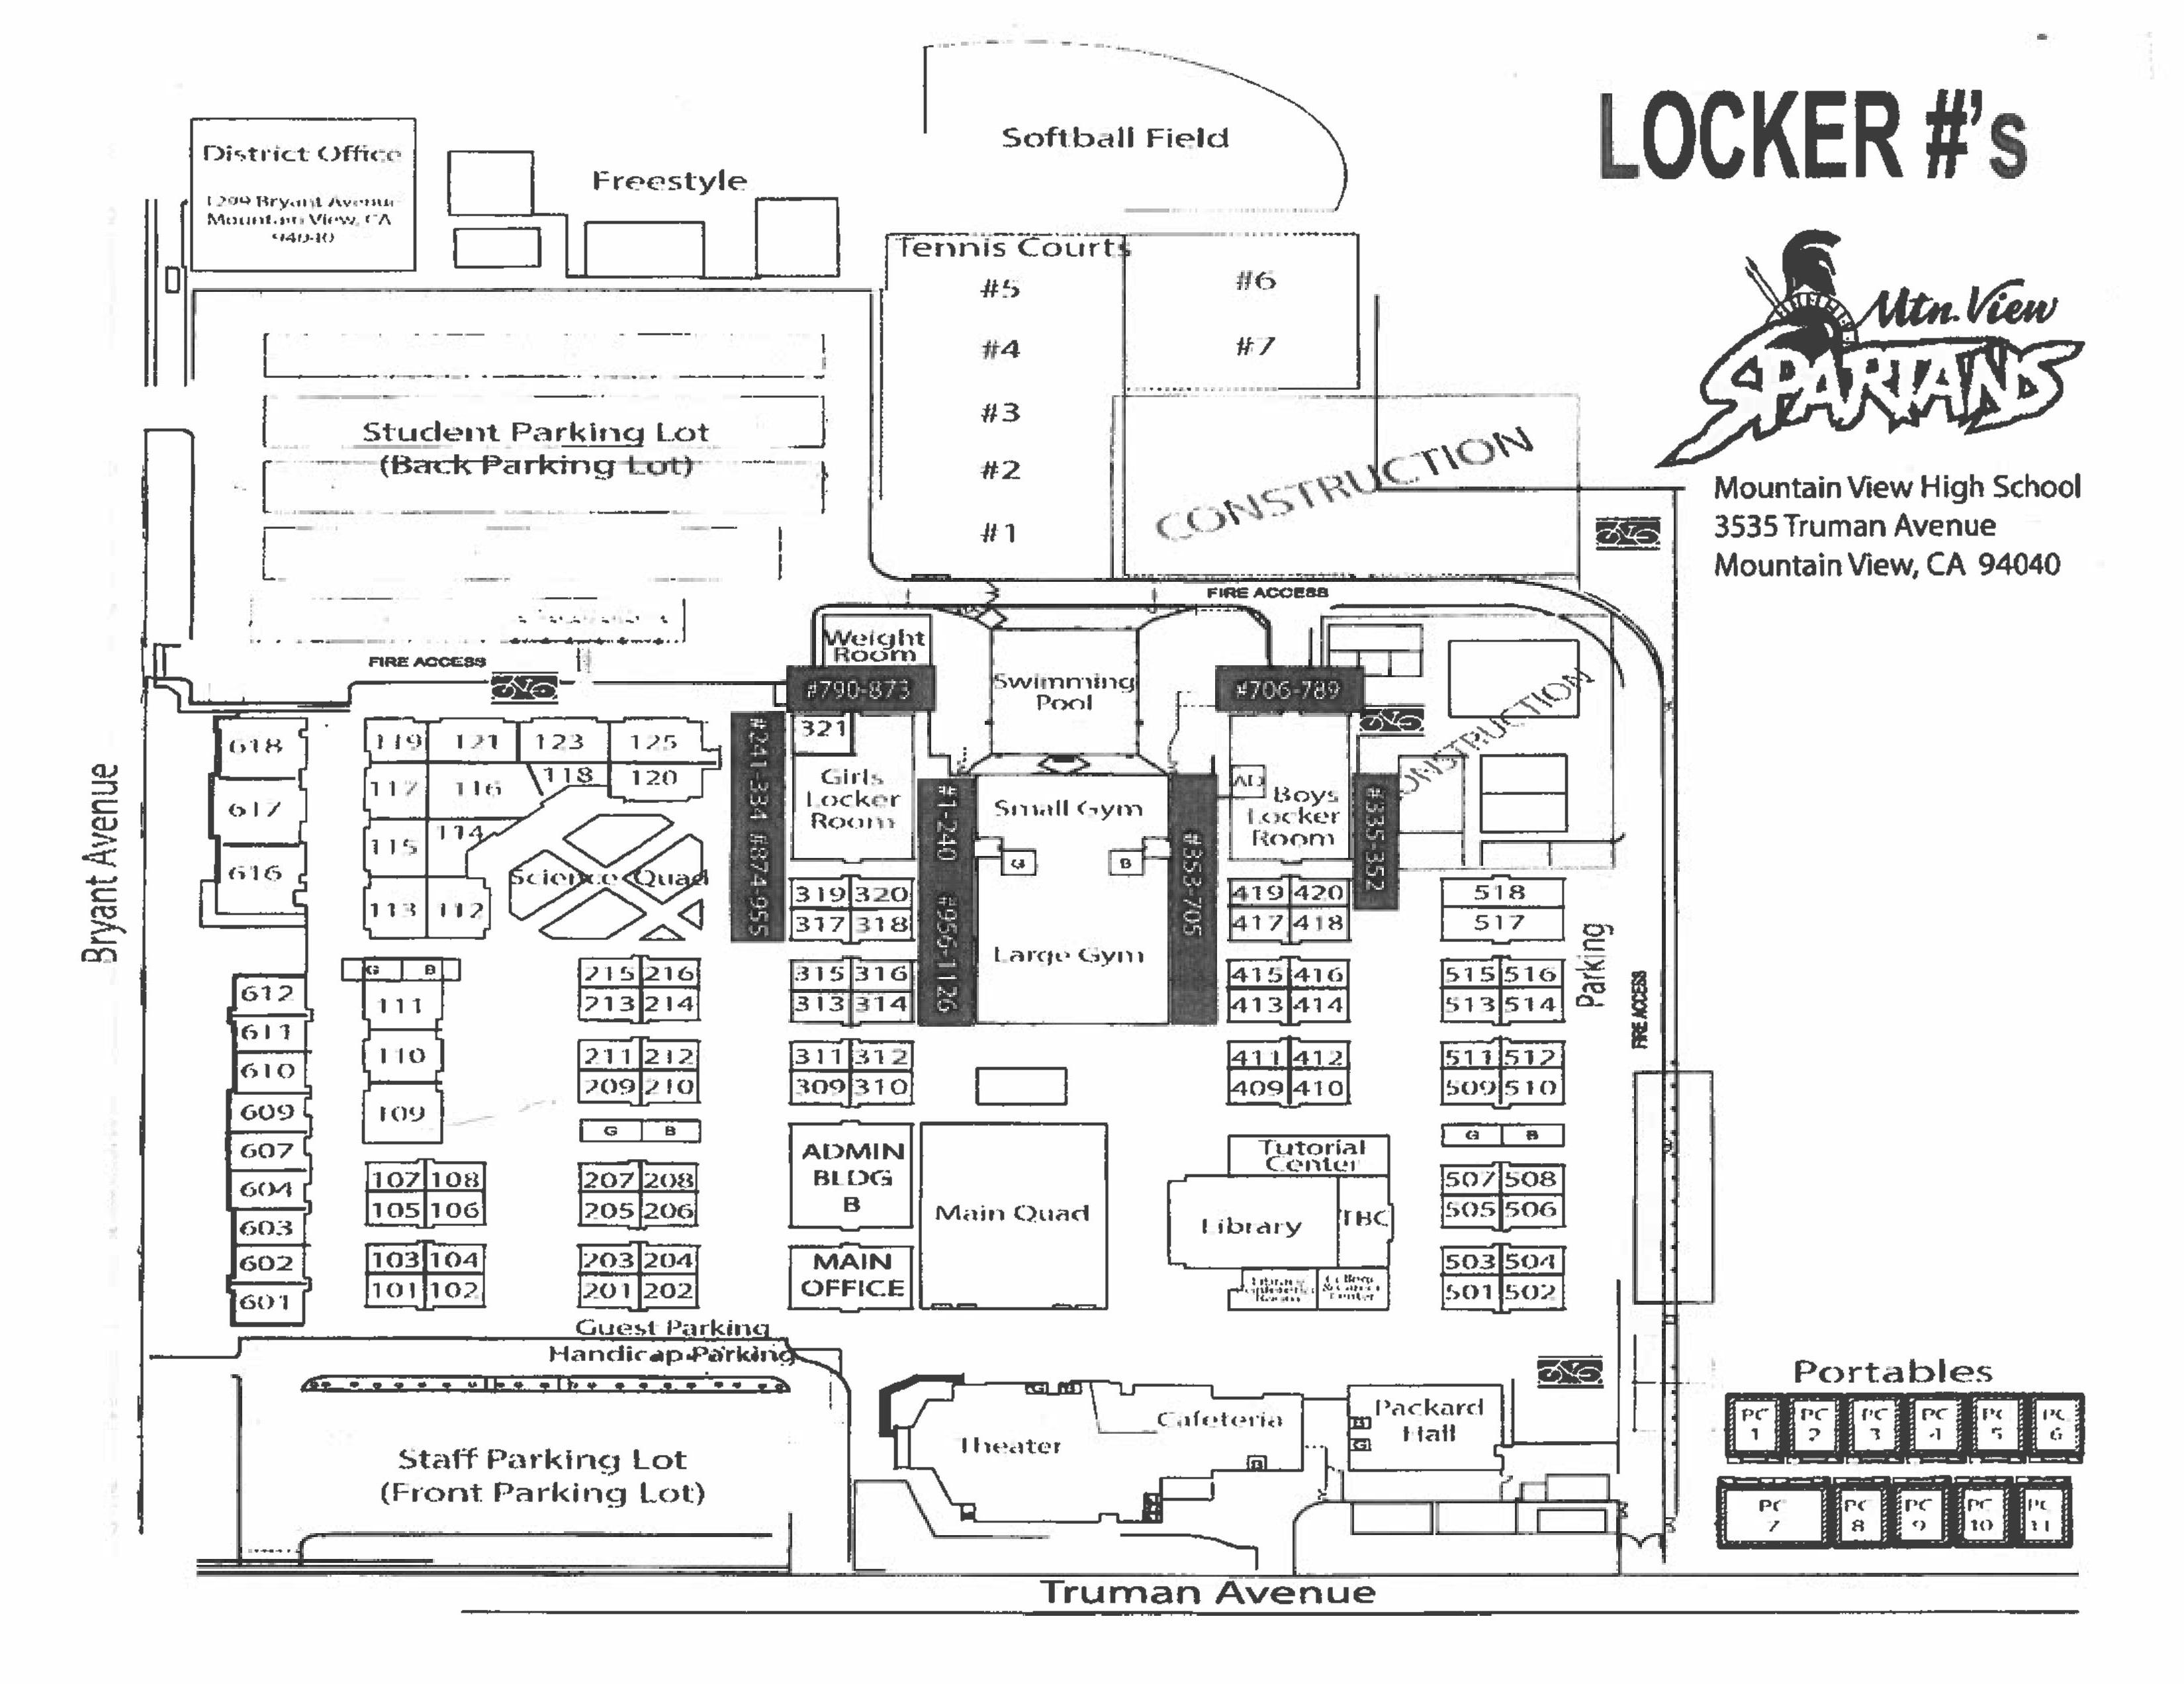 LOCKER #'s
Mtn. View
SPARTANS
Mountain View High School
3535 Truman Avenue
Mountain View, CA 94040
Softball Field
District Office
1299 Bryant Avenue
Mountain View, CA
94040
Freestyle
Tennis Courts
#5
#6
#4
#7
#3
#2
#1
CONSTRUCTION
Student Parking Lot
(Back Parking Lot)
FIRE ACCESS
FIRE ACCESS
Weight
Room
#790-873
Swimming
Pool
#706-789
CONSTRUCTION
Bryant Avenue
618
617
616
119 121 123 125
117 116 118 120
115 114
113 112
Science Quad
#241-334 #874-955
321
Girls
Locker
Room
#1-240 #956-1126
Small Gym
G B
Large Gym
#353-705
AD
Boys
Locker
Room
#335-352
319 320
317 318
419 420
417 418
518
517
Parking
FIRE ACCESS
612
611
610
609
607
604
603
602
601
G B
111
110
109
107 108
105 106
103 104
101 102
215 216
213 214
211 212
209 210
G B
207 208
205 206
203 204
201 202
315 316
313 314
311 312
309 310
ADMIN
BLDG
B
MAIN
OFFICE
Main Quad
415 416
413 414
411 412
409 410
Tutorial
Center
Library
TBC
Library
Conference
Room
College
& Career
Center
515 516
513 514
511 512
509 510
G B
507 508
505 506
503 504
501 502
Guest Parking
Handicap Parking
Staff Parking Lot
(Front Parking Lot)
G B
Theater
Cafeteria
B
Packard
Hall
B
G
Portables
PC
1
PC
2
PC
3
PC
4
PC
5
PC
6
PC
7
PC
8
PC
9
PC
10
PC
11
Truman Avenue